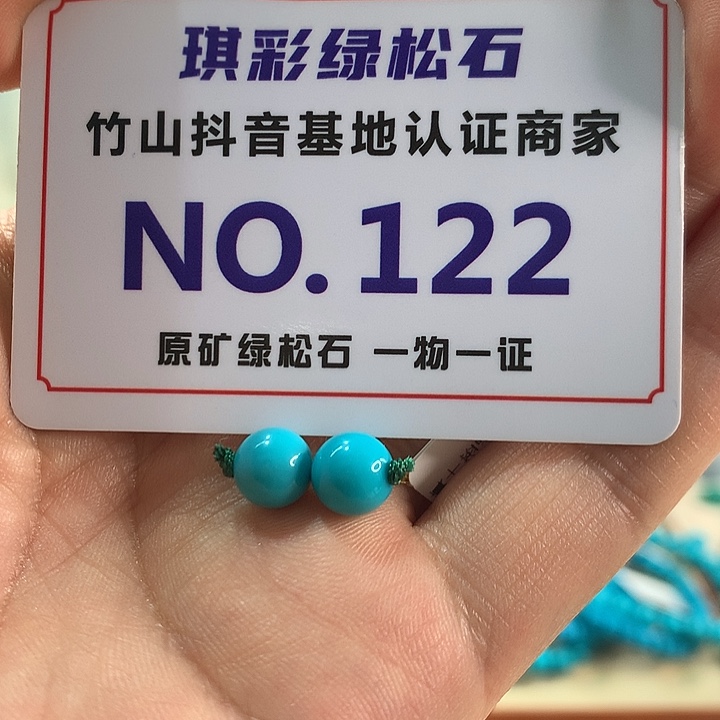 琪彩绿松石
竹山抖音基地认证商家
NO.122
原矿绿松石 一物一证